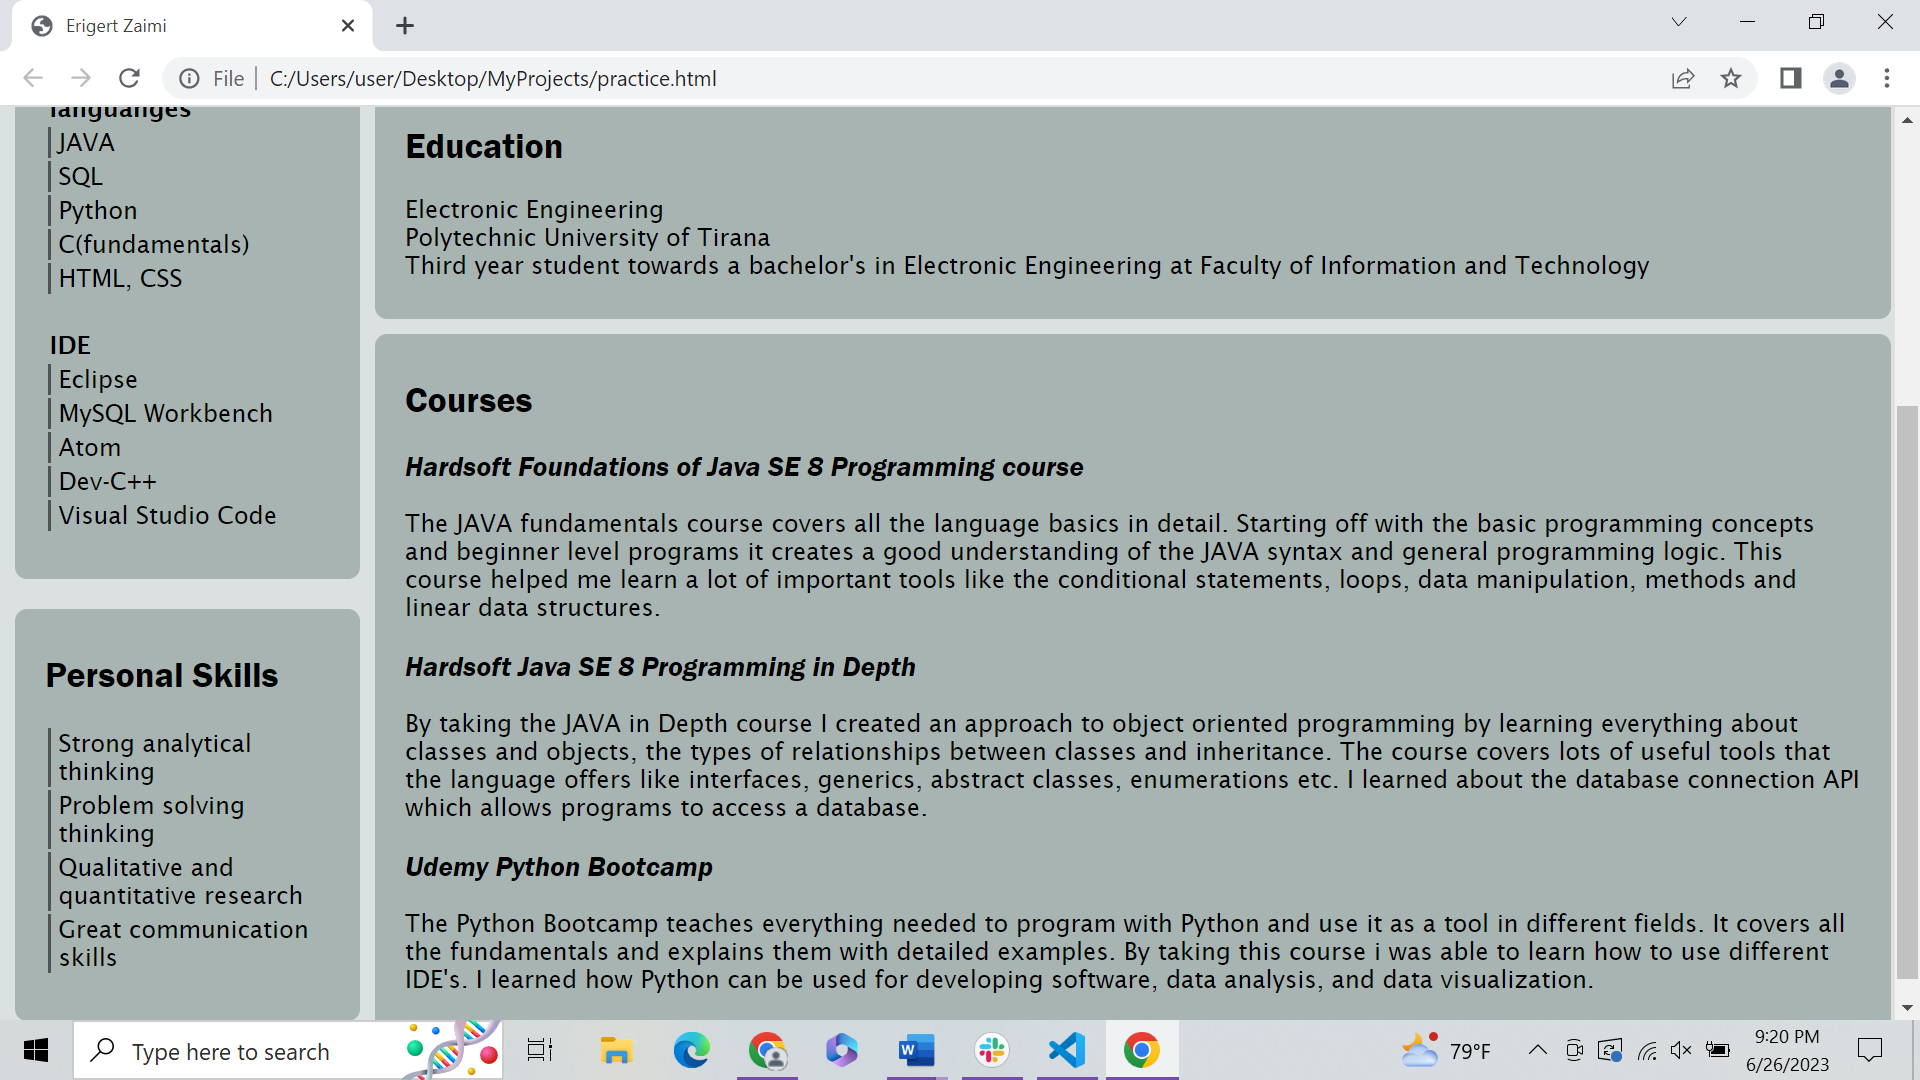 Erigert Zaimi
File
C:/Users/user/Desktop/MyProjects/practice.html
languanges
JAVA
SQL
Python
C(fundamentals)
HTML, CSS
IDE
Eclipse
MySQL Workbench
Atom
Dev-C++
Visual Studio Code
Personal Skills
Strong analytical
thinking
Problem solving
thinking
Qualitative and
quantitative research
Great communication
skills
Education
Electronic Engineering
Polytechnic University of Tirana
Third year student towards a bachelor's in Electronic Engineering at Faculty of Information and Technology
Courses
Hardsoft Foundations of Java SE 8 Programming course
The JAVA fundamentals course covers all the language basics in detail. Starting off with the basic programming concepts
and beginner level programs it creates a good understanding of the JAVA syntax and general programming logic. This
course helped me learn a lot of important tools like the conditional statements, loops, data manipulation, methods and
linear data structures.
Hardsoft Java SE 8 Programming in Depth
By taking the JAVA in Depth course I created an approach to object oriented programming by learning everything about
classes and objects, the types of relationships between classes and inheritance. The course covers lots of useful tools that
the language offers like interfaces, generics, abstract classes, enumerations etc. I learned about the database connection API
which allows programs to access a database.
Udemy Python Bootcamp
The Python Bootcamp teaches everything needed to program with Python and use it as a tool in different fields. It covers all
the fundamentals and explains them with detailed examples. By taking this course i was able to learn how to use different
IDE's. I learned how Python can be used for developing software, data analysis, and data visualization.
Type here to search
W
79°F
9:20 PM
6/26/2023